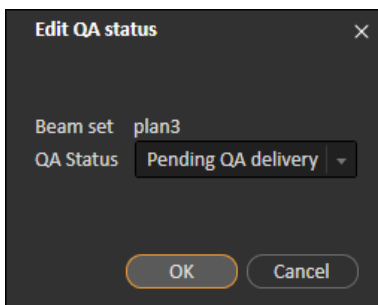 Edit QA status
Beam set plan3
QA Status Pending QA delivery
OK Cancel